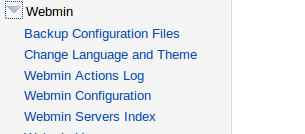 Webmin
Backup Configuration Files
Change Language and Theme
Webmin Actions Log
Webmin Configuration
Webmin Servers Index